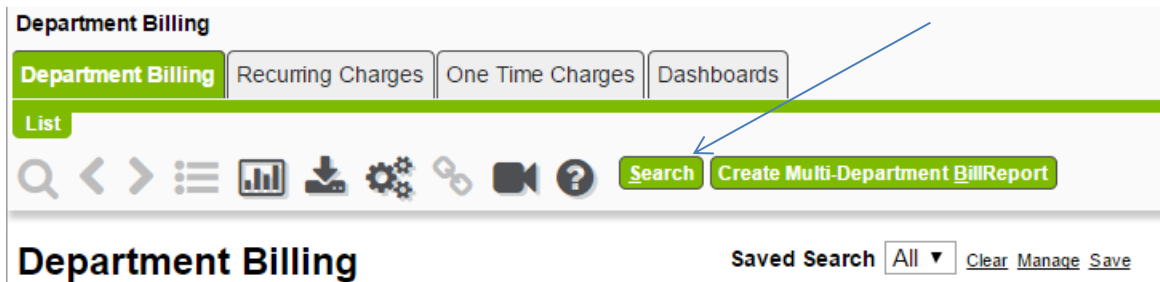 Department Billing
Department Billing Recurring Charges One Time Charges Dashboards
List
? Search Create Multi-Department BillReport
Department Billing Saved Search All ▼ Clear Manage Save